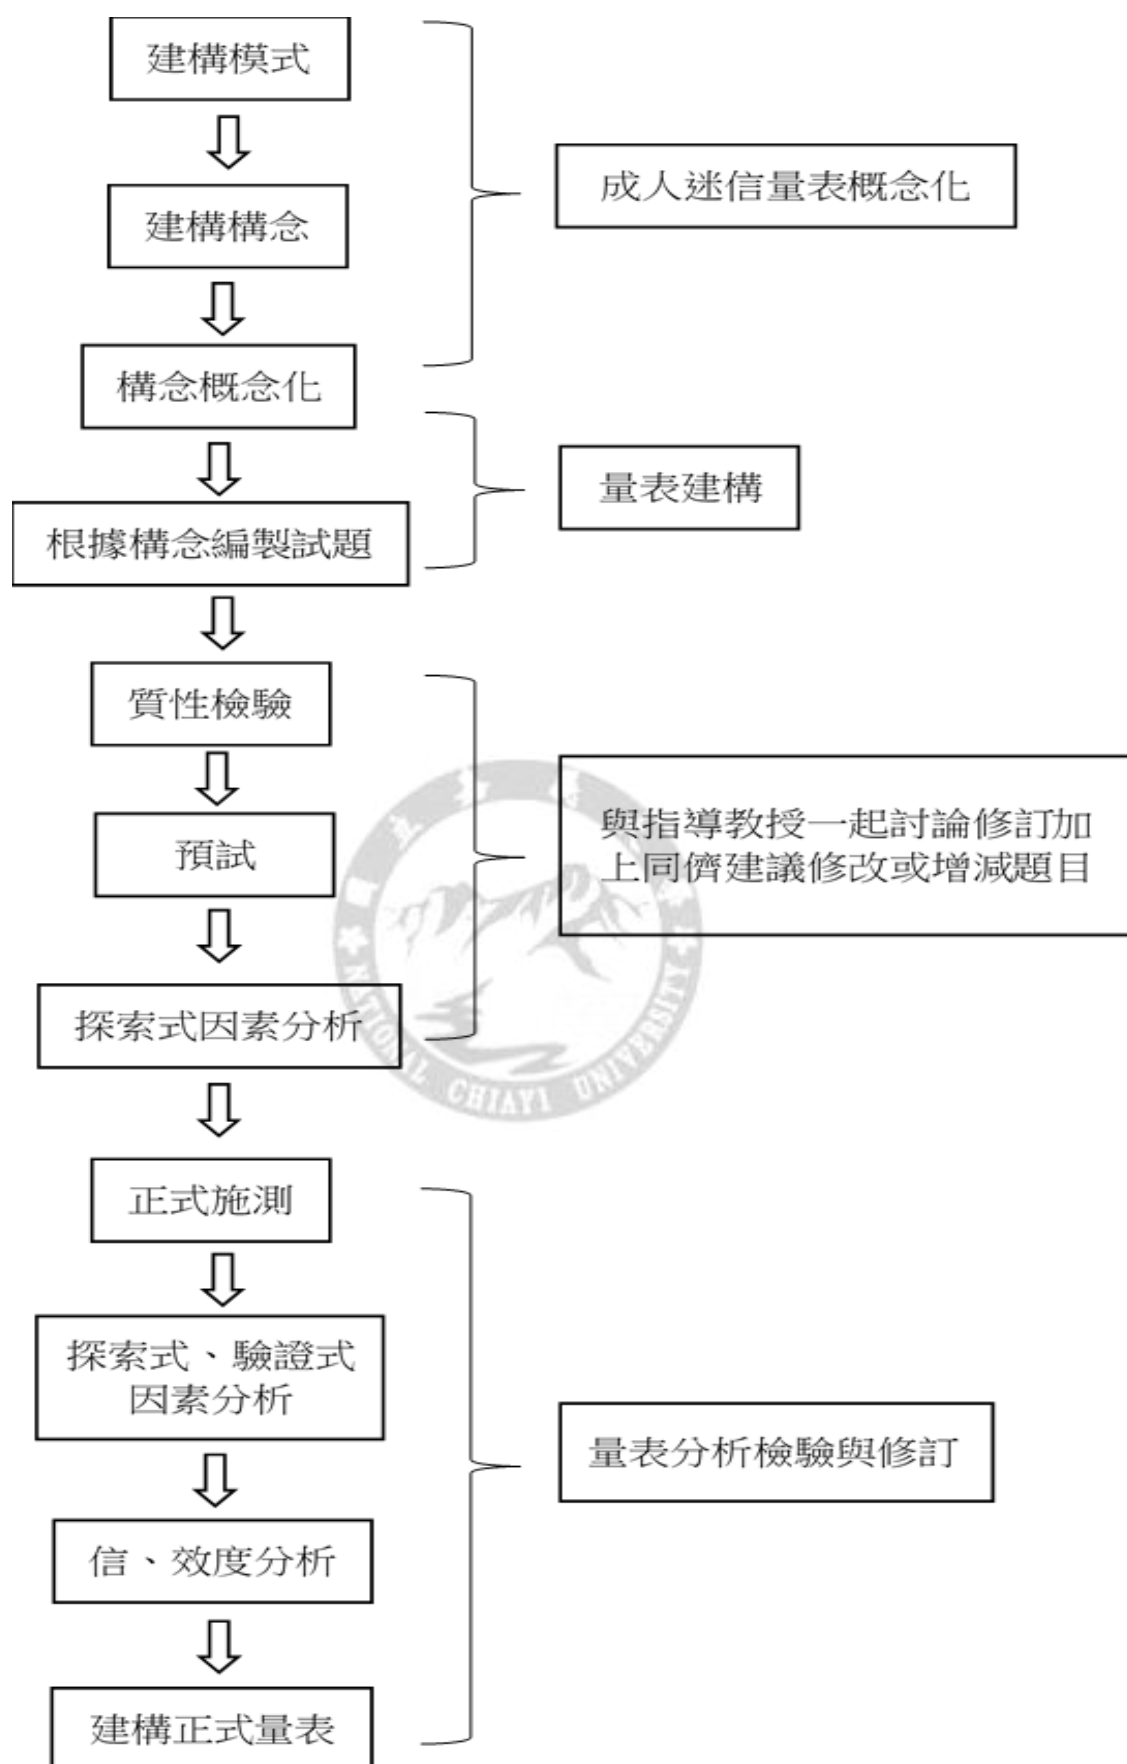 建構模式
建構構念
成人迷信量表概念化
構念概念化
量表建構
根據構念編製試題
質性檢驗
預試
與指導教授一起討論修訂加
上同儕建議修改或增減題目
探索式因素分析
NATIONAL CHIAYI UNIVERSITY
正式施測
探索式、驗證式
因素分析
量表分析檢驗與修訂
信、效度分析
建構正式量表